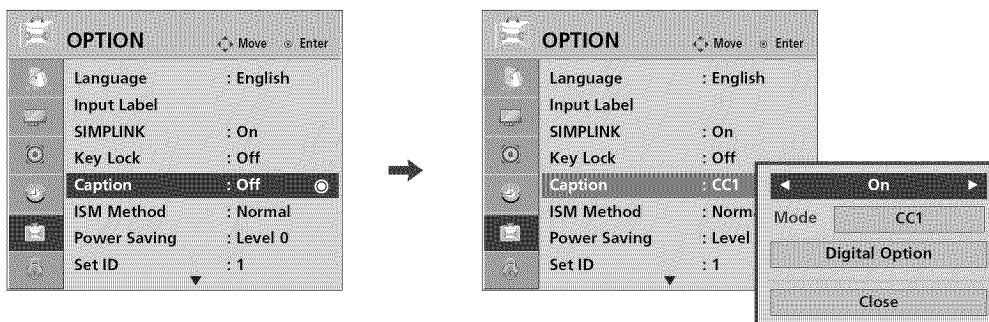 OPTION Move Enter
Language : English
Input Label
SIMPLINK : On
Key Lock : Off
Caption : Off
ISM Method : Normal
Power Saving : Level 0
Set ID : 1
OPTION Move Enter
Language : English
Input Label
SIMPLINK : On
Key Lock : Off
Caption : CC1
ISM Method : Norm
Power Saving : Level
Set ID : 1
On
Mode CC1
Digital Option
Close